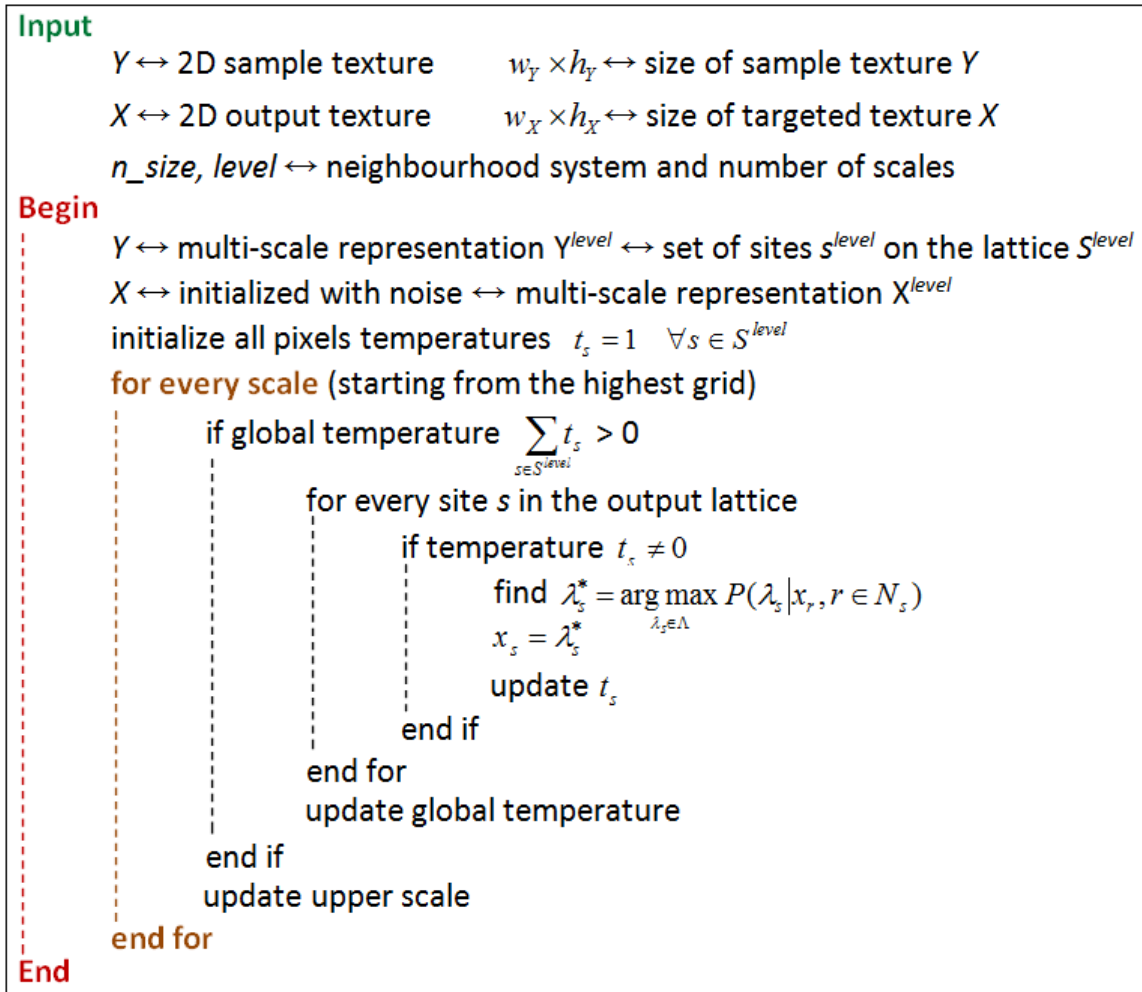 Input
Y ↔ 2D sample texture w_Y × h_Y ↔ size of sample texture Y
X ↔ 2D output texture w_X × h_X ↔ size of targeted texture X
n_size, level ↔ neighbourhood system and number of scales
Begin
Y ↔ multi-scale representation Y^level ↔ set of sites s^level on the lattice S^level
X ↔ initialized with noise ↔ multi-scale representation X^level
initialize all pixels temperatures t_s = 1 ∀s ∈ S^level
for every scale (starting from the highest grid)
if global temperature ∑_{s∈S^level} t_s > 0
for every site s in the output lattice
if temperature t_s ≠ 0
find λ_s^* = arg max_{λ_s∈Λ} P(λ_s|x_r, r ∈ N_s)
x_s = λ_s^*
update t_s
end if
end for
update global temperature
end if
update upper scale
end for
End